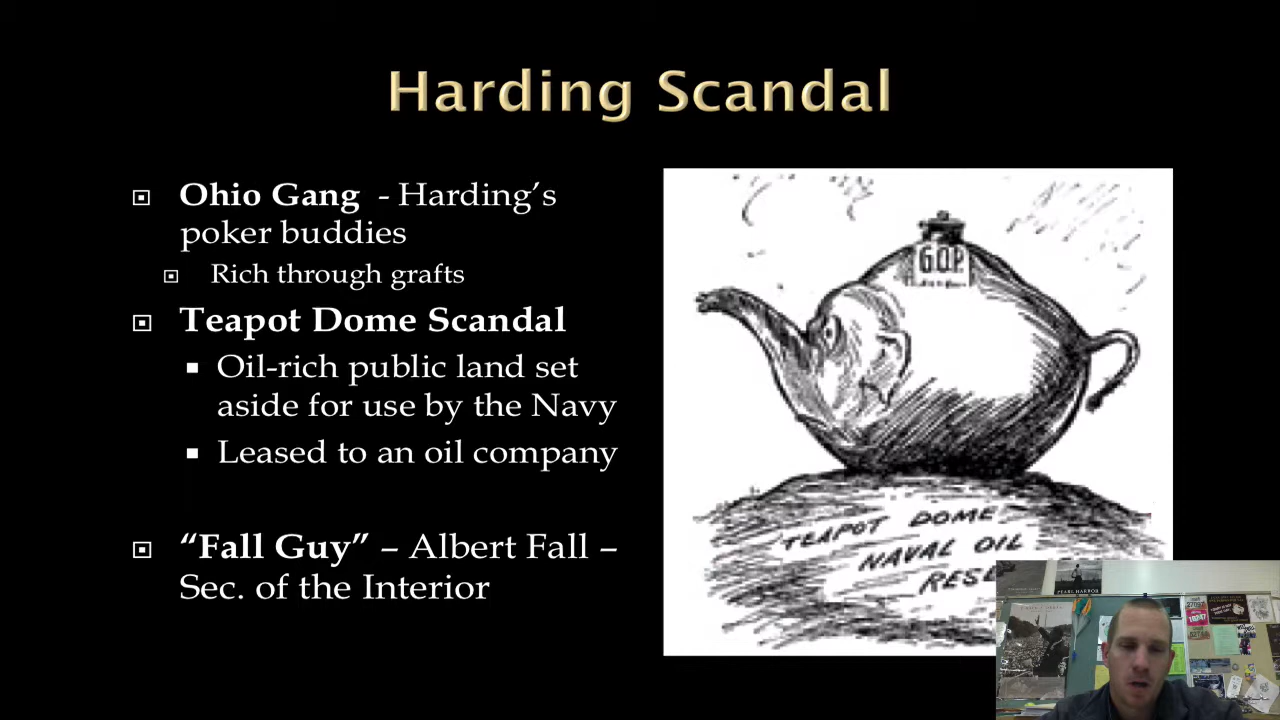 Harding Scandal
Ohio Gang - Harding’s
poker buddies
Rich through grafts
Teapot Dome Scandal
Oil-rich public land set
aside for use by the Navy
Leased to an oil company
“Fall Guy” – Albert Fall –
Sec. of the Interior
G.O.P.
TEAPOT DOME
NAVAL OIL
PEARL HARBOR